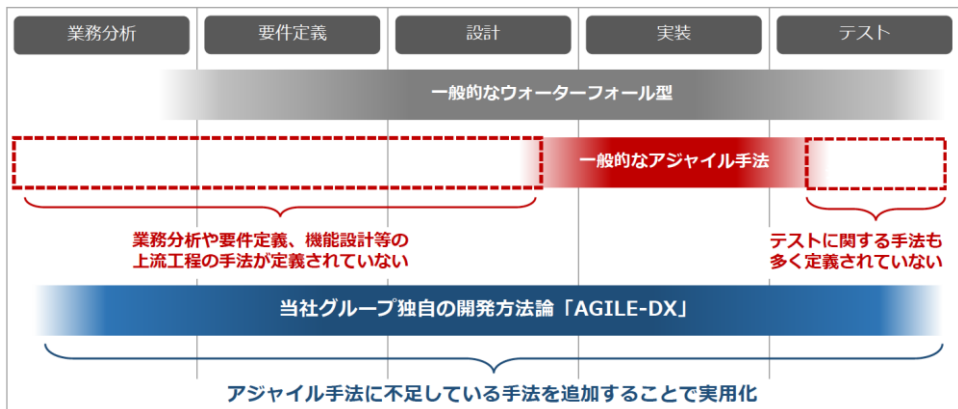 業務分析
要件定義
設計
実装
テスト
一般的なウォーターフォール型
一般的なアジャイル手法
業務分析や要件定義、機能設計等の
上流工程の手法が定義されていない
テストに関する手法も
多く定義されていない
当社グループ独自の開発方法論「AGILE-DX」
アジャイル手法に不足している手法を追加することで実用化